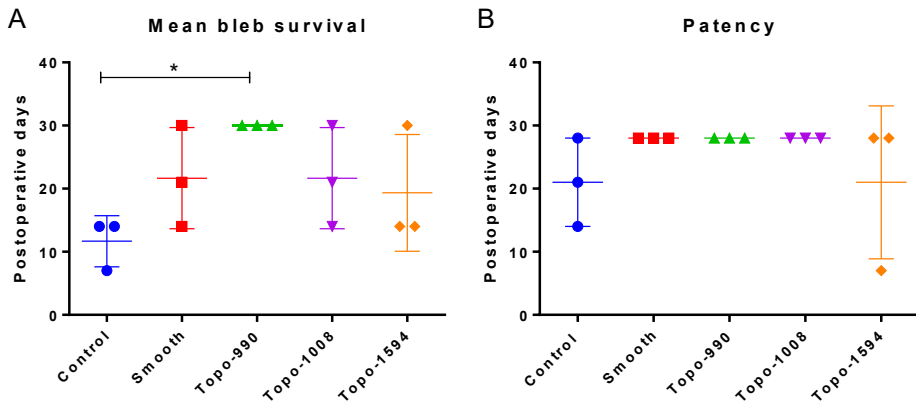 A
Mean bleb survival
Postoperative days
40
30
20
10
0
*
Control
Smooth
Topo-990
Topo-1008
Topo-1594
B
Patency
Postoperative days
40
30
20
10
0
Control
Smooth
Topo-990
Topo-1008
Topo-1594